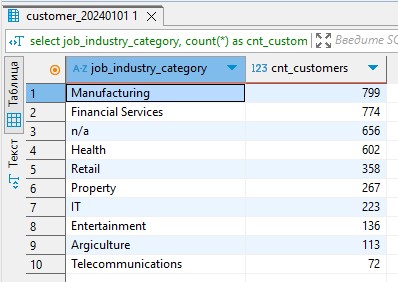 customer_20240101 1
select job_industry_category, count(*) as cnt_custom
Введите SQ
Таблица
Текст
A-Z job_industry_category
123 cnt_customers
1 Manufacturing 799
2 Financial Services 774
3 n/a 656
4 Health 602
5 Retail 358
6 Property 267
7 IT 223
8 Entertainment 136
9 Argiculture 113
10 Telecommunications 72